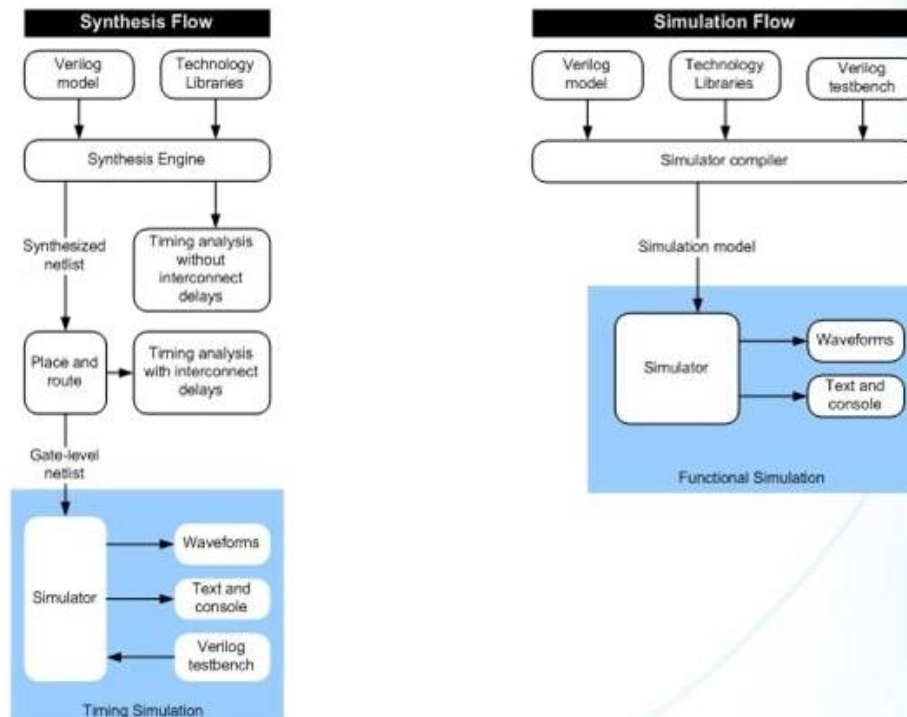 Synthesis Flow
Verilog
model
Technology
Libraries
Synthesis Engine
Synthesized
netlist
Timing analysis
without
interconnect
delays
Place and
route
Timing analysis
with interconnect
delays
Gate-level
netlist
Simulator
Waveforms
Text and
console
Verilog
testbench
Timing Simulation
Simulation Flow
Verilog
model
Technology
Libraries
Verilog
testbench
Simulator compiler
Simulation model
Simulator
Waveforms
Text and
console
Functional Simulation